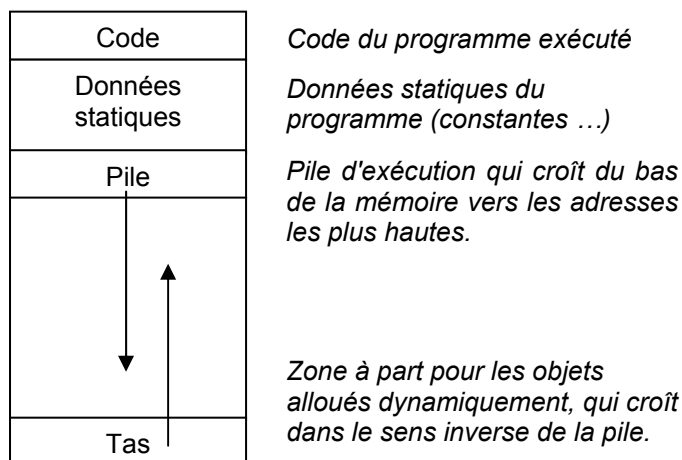 Code
Code du programme exécuté
Données
statiques
Données statiques du
programme (constantes …)
Pile
Pile d'exécution qui croît du bas
de la mémoire vers les adresses
les plus hautes.
Zone à part pour les objets
alloués dynamiquement, qui croît
dans le sens inverse de la pile.
Tas